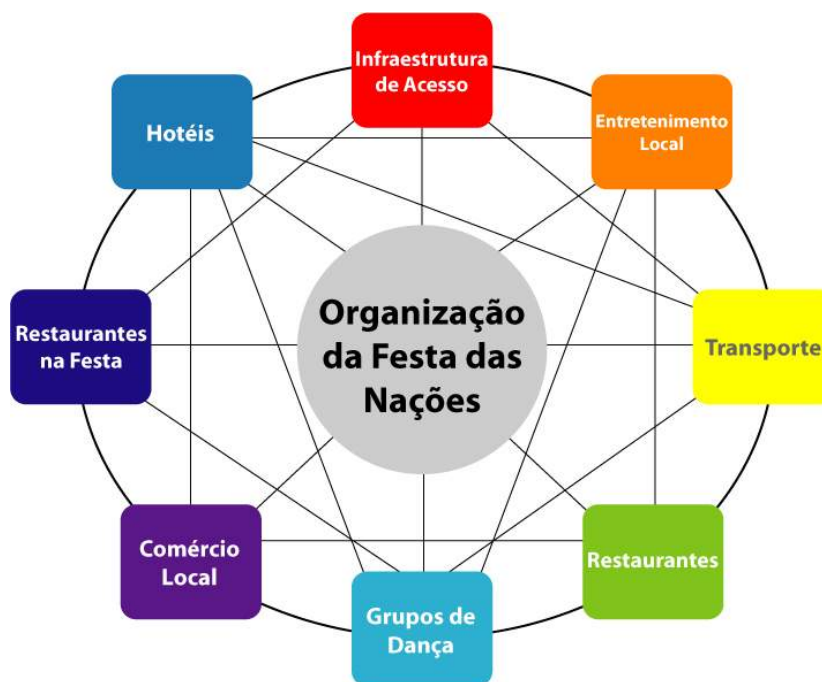 Infraestrutura
de Acesso
Hotéis
Entretenimento
Local
Restaurantes
na Festa
Organização
da Festa das
Nações
Transporte
Comércio
Local
Restaurantes
Grupos de
Dança